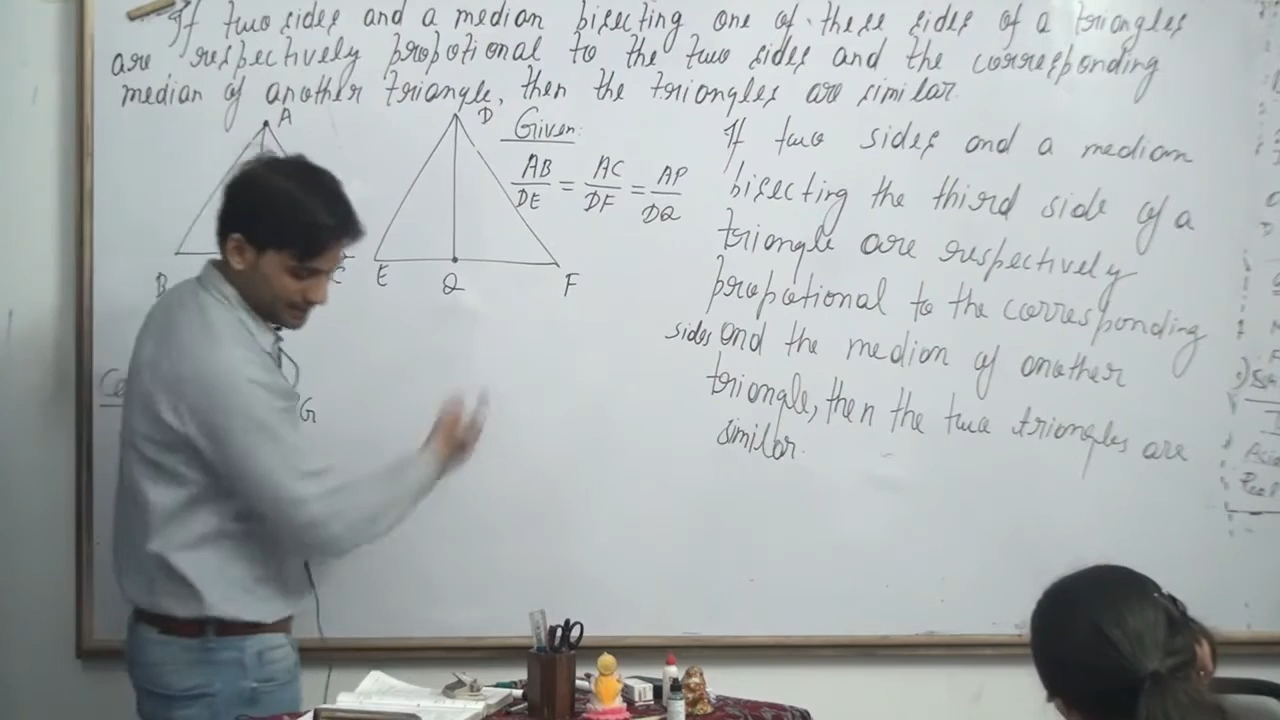 If two sides and a median bisecting one of these sides of a triangles
are respectively propotional to the two sides and the corresponding
median of another triangle, then the triangles are similar.
A
D
Given:
AB/DE = AC/DF = AP/DQ
B
C
E
Q
F
G
If two sides and a median
bisecting the third side of a
triangle are respectively
propotional to the corresponding
sides and the median of another
triangle, then the two triangles are
similar.